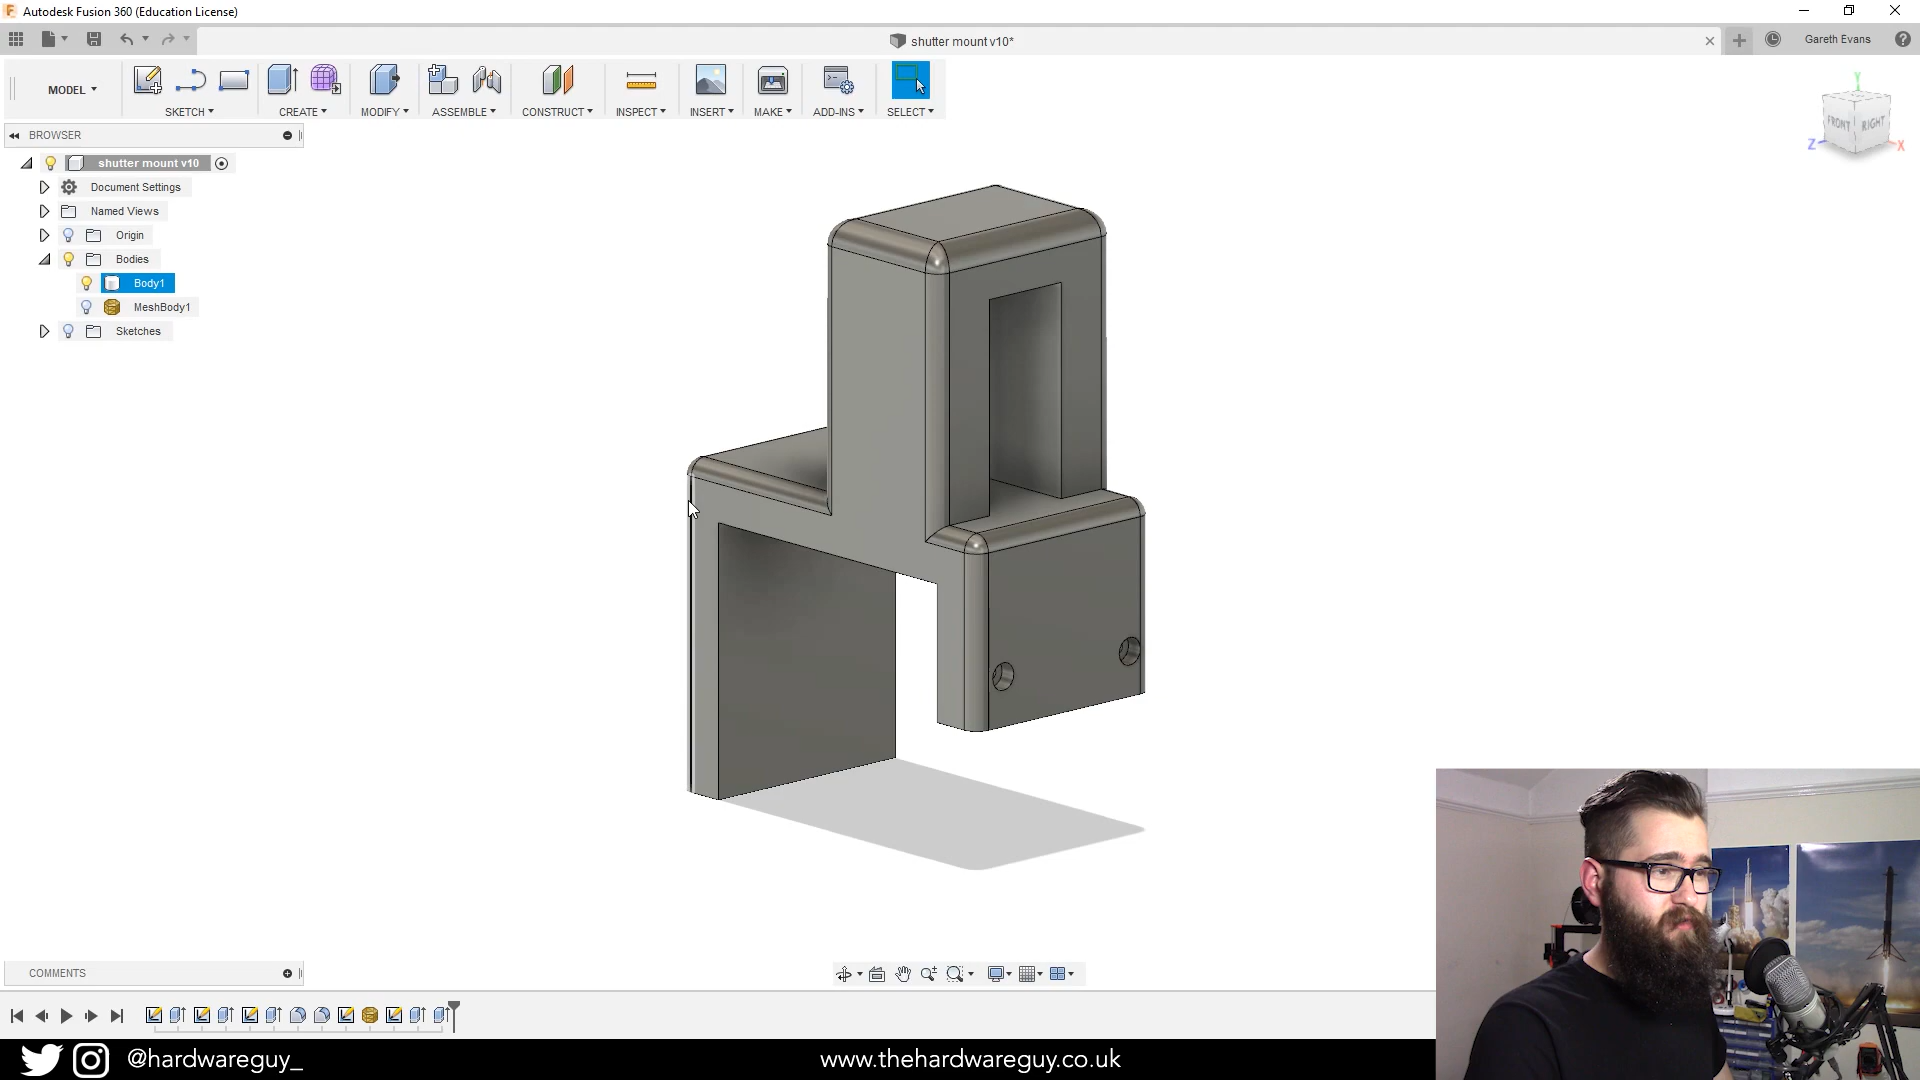 Autodesk Fusion 360 (Education License)
shutter mount v10*
Gareth Evans
MODEL
SKETCH
CREATE
MODIFY
ASSEMBLE
CONSTRUCT
INSPECT
INSERT
MAKE
ADD-INS
SELECT
BROWSER
shutter mount v10
Document Settings
Named Views
Origin
Bodies
Body1
MeshBody1
Sketches
Y
FRONT
RIGHT
Z
X
COMMENTS
@hardwareguy_
www.thehardwareguy.co.uk